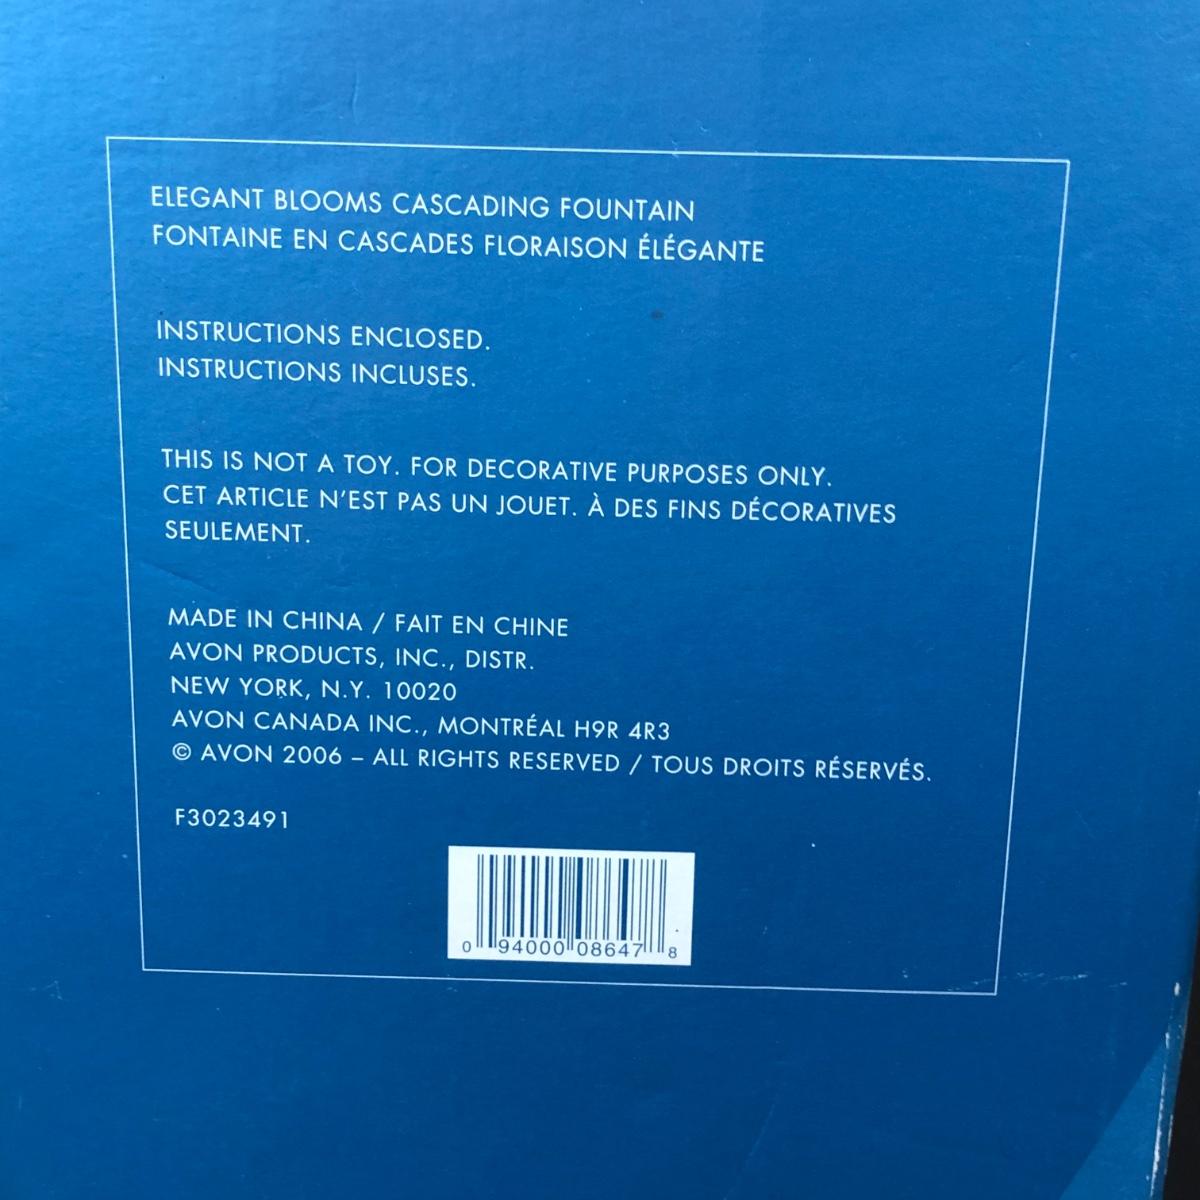 ELEGANT BLOOMS CASCADING FOUNTAIN
FONTAINE EN CASCADES FLORAISON ÉLÉGANTE
INSTRUCTIONS ENCLOSED.
INSTRUCTIONS INCLUSES.
THIS IS NOT A TOY. FOR DECORATIVE PURPOSES ONLY.
CET ARTICLE N'EST PAS UN JOUET. À DES FINS DÉCORATIVES
SEULEMENT.
MADE IN CHINA / FAIT EN CHINE
AVON PRODUCTS, INC., DISTR.
NEW YORK, N.Y. 10020
AVON CANADA INC., MONTRÉAL H9R 4R3
© AVON 2006 – ALL RIGHTS RESERVED / TOUS DROITS RÉSERVÉS.
F3023491
0 94000 08647 8